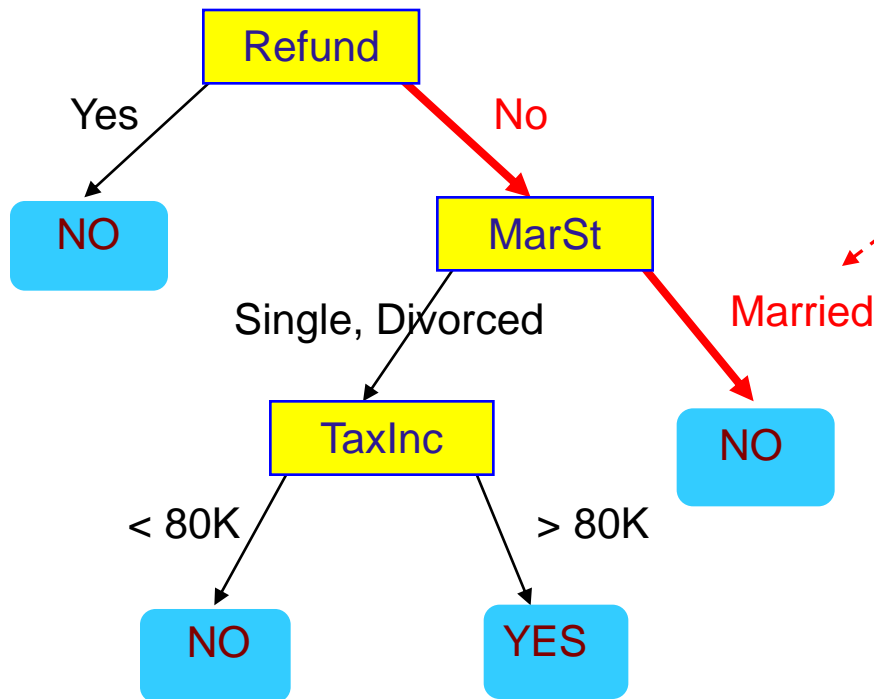 Refund
Yes
No
NO
MarSt
Single, Divorced
Married
TaxInc
NO
< 80K
> 80K
NO
YES